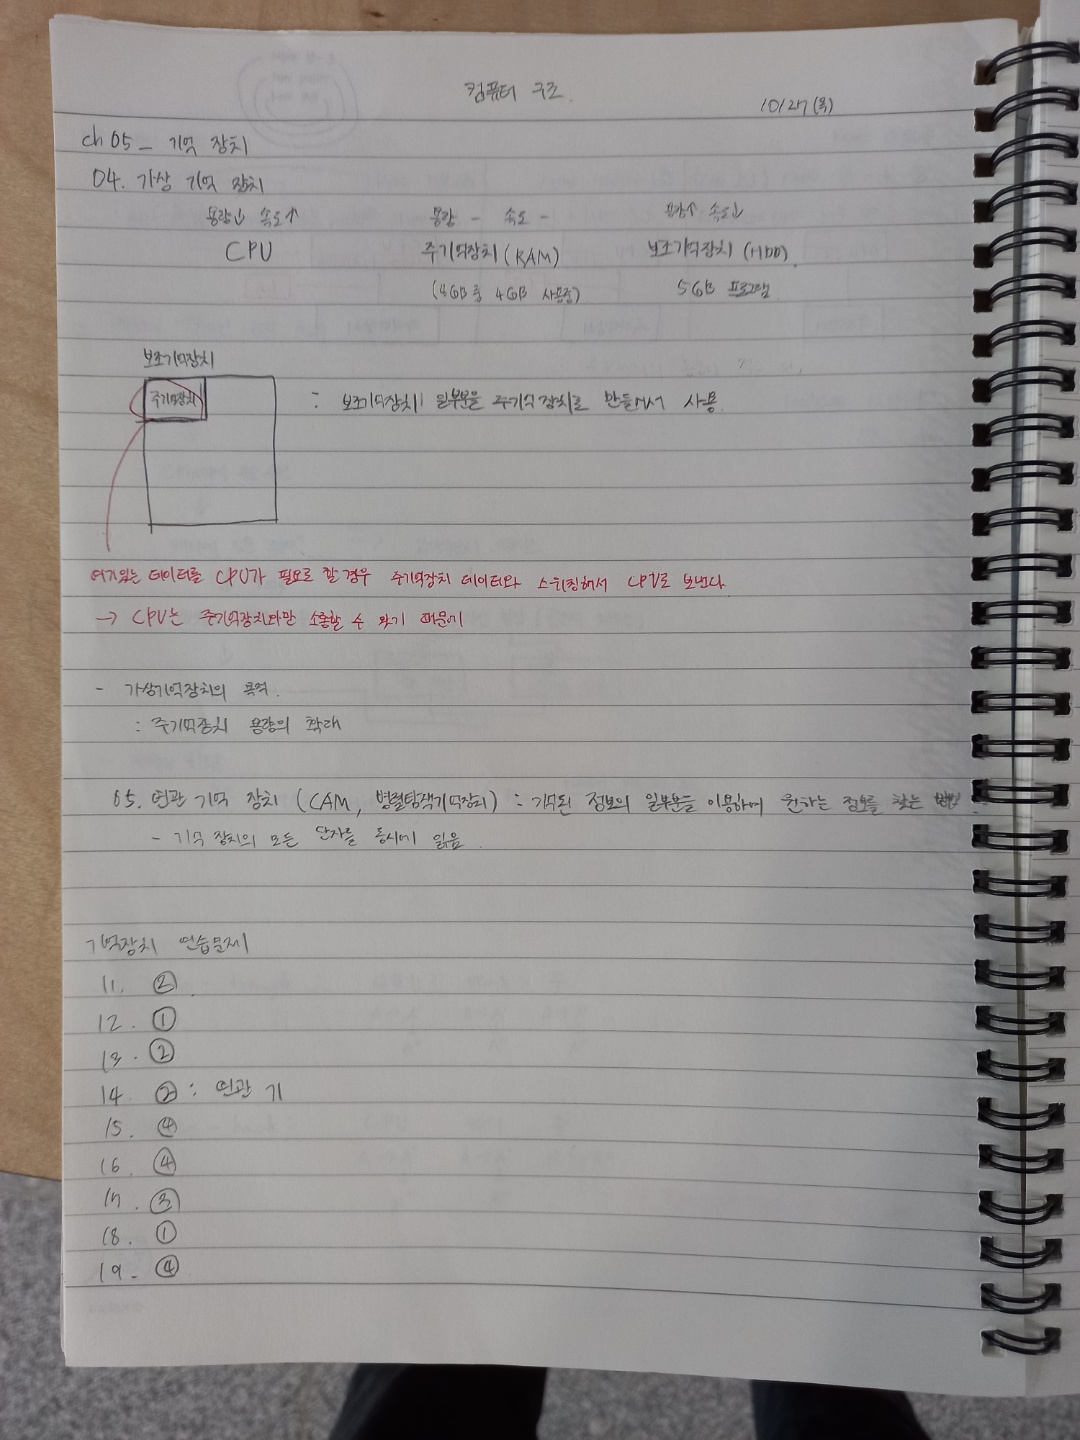 컴퓨터 구조.
10/27(목)
ch 05_ 기억 장치
04. 가상 기억 장치
용량↓ 속도↑ 용량 - 속도 - 용량↑ 속도↓
CPU 주기억장치(RAM) 보조기억장치(HDD)
(8GB 중 4GB 사용중) 5GB 프로그램
보조기억장치
주기억장치 : 보조기억장치 일부분을 주기억장치로 만들어서 사용.
여기있는 데이터를 CPU가 필요로 할 경우 주기억장치 데이터와 스위칭해서 CPU로 보낸다.
→ CPU는 주기억장치와만 소통할 수 있기 때문에
- 가상기억장치의 목적.
: 주기억장치 용량의 확대
05. 연관 기억 장치 (CAM, 병렬탐색기억장치) : 기억된 정보의 일부분을 이용하여 원하는 정보를 찾는 방법.
- 기억 장치의 모든 단자를 동시에 읽음.
기억장치 연습문제
11. ②
12. ①
13. ②
14. ② : 연관 기
15. ④
16. ④
17. ③
18. ①
19. ④